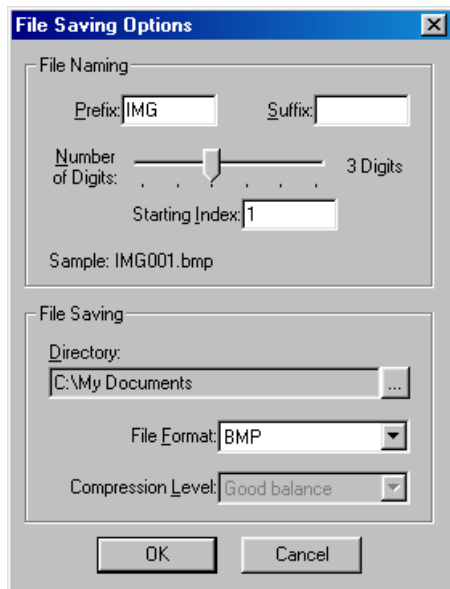 File Saving Options
File Naming
Prefix: IMG Suffix:
Number of Digits: 3 Digits
Starting Index: 1
Sample: IMG001.bmp
File Saving
Directory:
C:\My Documents ...
File Format: BMP
Compression Level: Good balance
OK Cancel